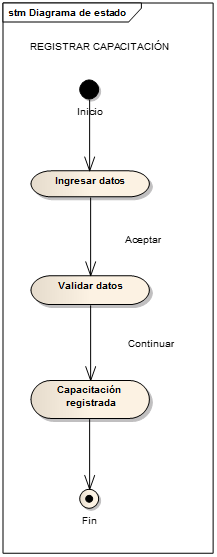 stm Diagrama de estado
REGISTRAR CAPACITACIÓN
Inicio
Ingresar datos
Aceptar
Validar datos
Continuar
Capacitación
registrada
Fin